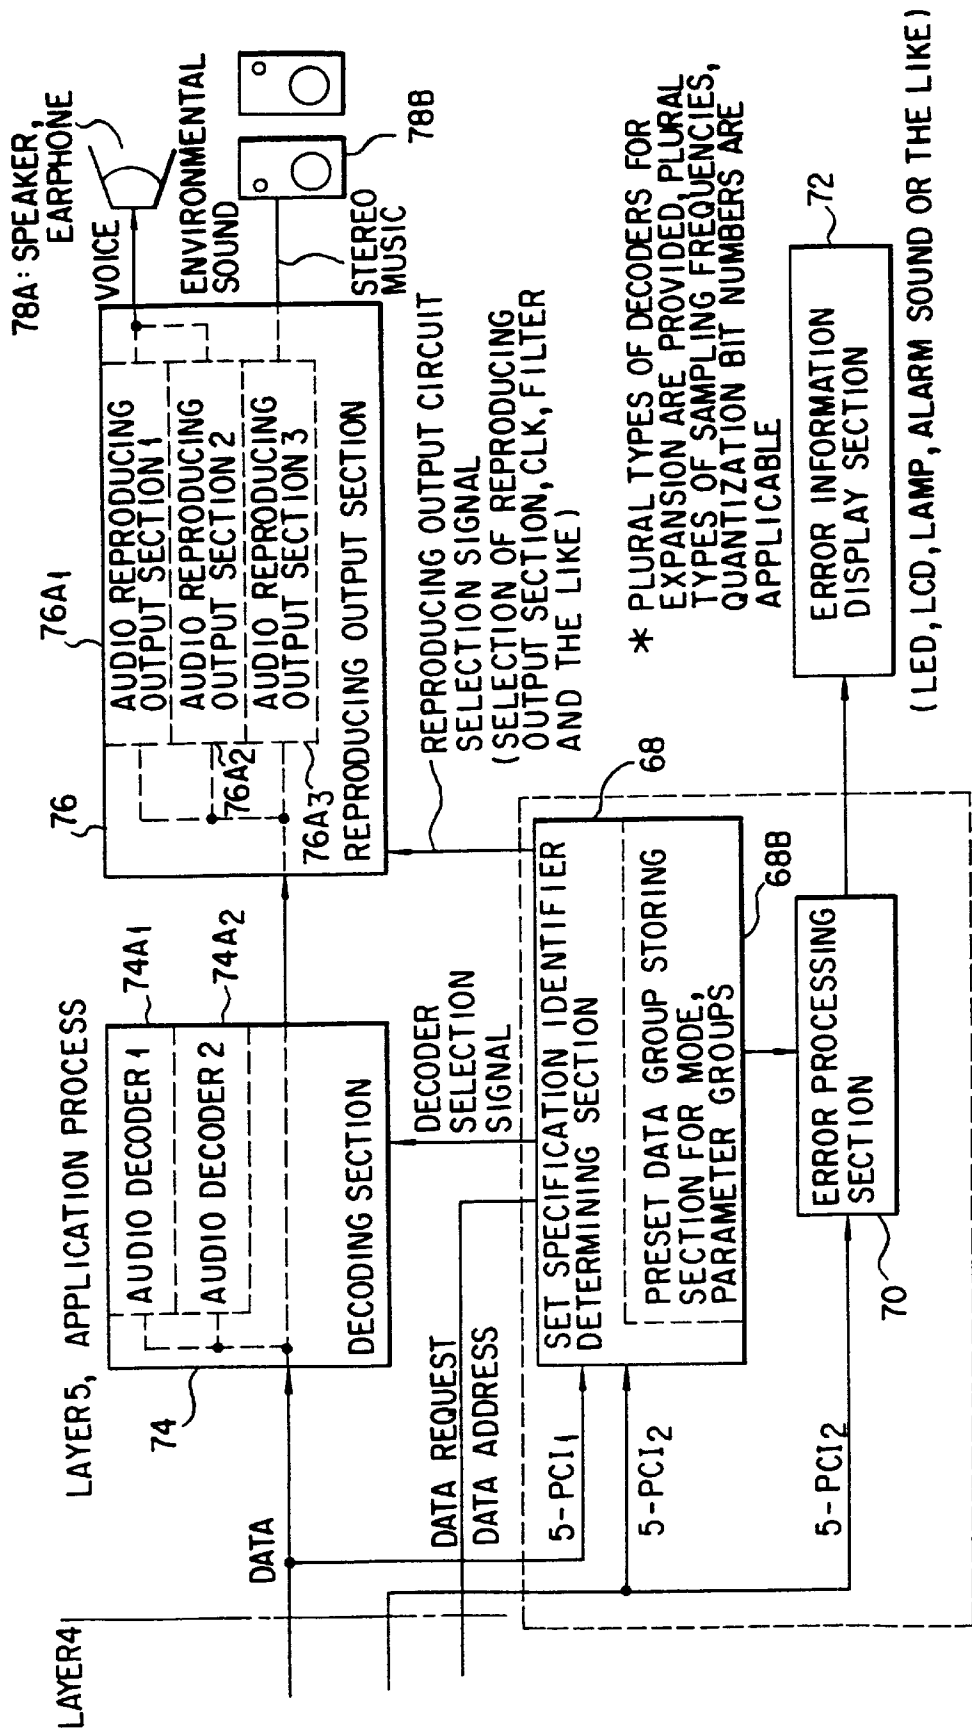 LAYER4
LAYER5, APPLICATION PROCESS
74
74A1
74A2
AUDIO DECODER 1
AUDIO DECODER 2
DECODING SECTION
DATA
DATA REQUEST
DATA ADDRESS
DECODER
SELECTION
SIGNAL
76
76A1
AUDIO REPRODUCING
OUTPUT SECTION 1
AUDIO REPRODUCING
OUTPUT SECTION 2
AUDIO REPRODUCING
OUTPUT SECTION 3
76A2
76A3
REPRODUCING OUTPUT SECTION
78A: SPEAKER,
EARPHONE
VOICE
ENVIRONMENTAL
SOUND
STEREO
MUSIC
78B
REPRODUCING OUTPUT CIRCUIT
SELECTION SIGNAL
(SELECTION OF REPRODUCING
OUTPUT SECTION, CLK, FILTER
AND THE LIKE)
5-PCI1
5-PCI2
5-PCI2
SET SPECIFICATION IDENTIFIER
DETERMINING SECTION
68
PRESET DATA GROUP STORING
SECTION FOR MODE,
PARAMETER GROUPS
68B
ERROR PROCESSING
SECTION
70
* PLURAL TYPES OF DECODERS FOR
EXPANSION ARE PROVIDED, PLURAL
TYPES OF SAMPLING FREQUENCIES,
QUANTIZATION BIT NUMBERS ARE
APPLICABLE
72
ERROR INFORMATION
DISPLAY SECTION
(LED, LCD, LAMP, ALARM SOUND OR THE LIKE)